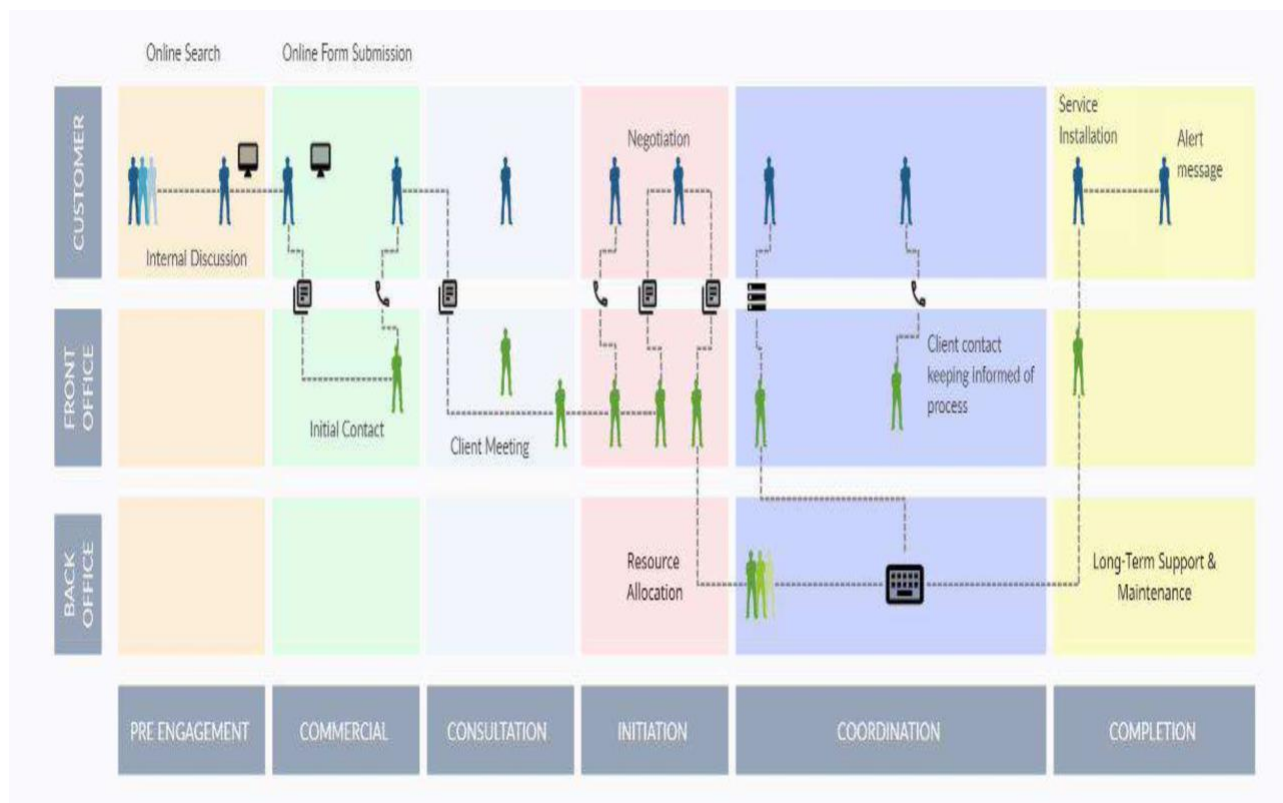 Online Search
Online Form Submission
CUSTOMER
Internal Discussion
Negotiation
Service
Installation
Alert
message
FRONT
OFFICE
Initial Contact
Client Meeting
Client contact
keeping informed of
process
BACK
OFFICE
Resource
Allocation
Long-Term Support &
Maintenance
PRE ENGAGEMENT
COMMERCIAL
CONSULTATION
INITIATION
COORDINATION
COMPLETION